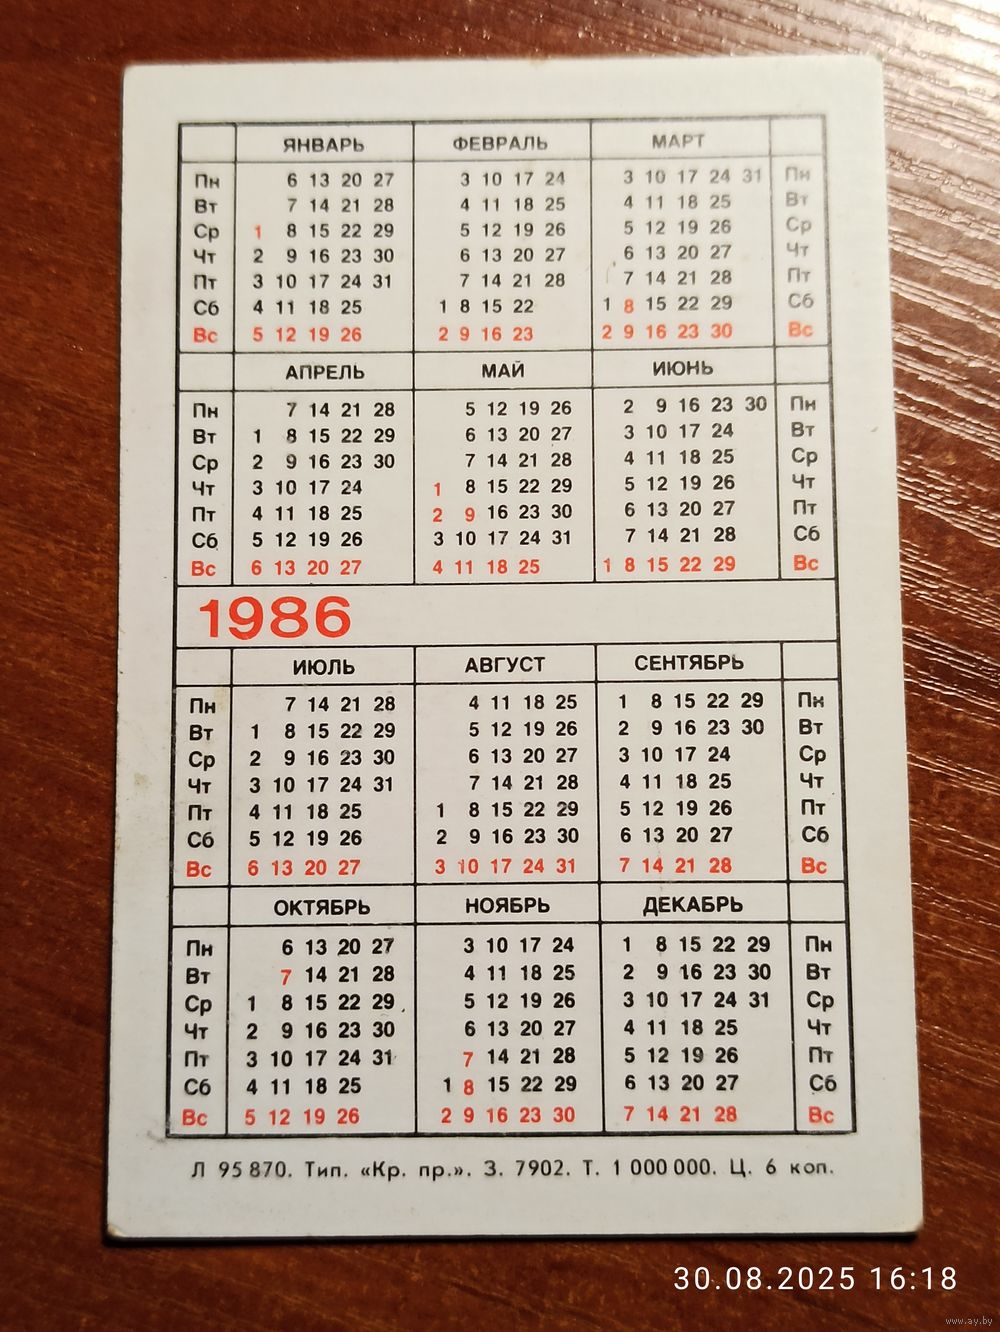 ЯНВАРЬ ФЕВРАЛЬ МАРТ
Пн 6 13 20 27 3 10 17 24 3 10 17 24 31 Пн
Вт 7 14 21 28 4 11 18 25 4 11 18 25 Вт
Ср 1 8 15 22 29 5 12 19 26 5 12 19 26 Ср
Чт 2 9 16 23 30 6 13 20 27 6 13 20 27 Чт
Пт 3 10 17 24 31 7 14 21 28 7 14 21 28 Пт
Сб 4 11 18 25 1 8 15 22 1 8 15 22 29 Сб
Вс 5 12 19 26 2 9 16 23 2 9 16 23 30 Вс
АПРЕЛЬ МАЙ ИЮНЬ
Пн 7 14 21 28 5 12 19 26 2 9 16 23 30 Пн
Вт 1 8 15 22 29 6 13 20 27 3 10 17 24 Вт
Ср 2 9 16 23 30 7 14 21 28 4 11 18 25 Ср
Чт 3 10 17 24 1 8 15 22 29 5 12 19 26 Чт
Пт 4 11 18 25 2 9 16 23 30 6 13 20 27 Пт
Сб 5 12 19 26 3 10 17 24 31 7 14 21 28 Сб
Вс 6 13 20 27 4 11 18 25 1 8 15 22 29 Вс
1986
ИЮЛЬ АВГУСТ СЕНТЯБРЬ
Пн 7 14 21 28 4 11 18 25 1 8 15 22 29 Пн
Вт 1 8 15 22 29 5 12 19 26 2 9 16 23 30 Вт
Ср 2 9 16 23 30 6 13 20 27 3 10 17 24 Ср
Чт 3 10 17 24 31 7 14 21 28 4 11 18 25 Чт
Пт 4 11 18 25 1 8 15 22 29 5 12 19 26 Пт
Сб 5 12 19 26 2 9 16 23 30 6 13 20 27 Сб
Вс 6 13 20 27 3 10 17 24 31 7 14 21 28 Вс
ОКТЯБРЬ НОЯБРЬ ДЕКАБРЬ
Пн 6 13 20 27 3 10 17 24 1 8 15 22 29 Пн
Вт 7 14 21 28 4 11 18 25 2 9 16 23 30 Вт
Ср 1 8 15 22 29 5 12 19 26 3 10 17 24 31 Ср
Чт 2 9 16 23 30 6 13 20 27 4 11 18 25 Чт
Пт 3 10 17 24 31 7 14 21 28 5 12 19 26 Пт
Сб 4 11 18 25 1 8 15 22 29 6 13 20 27 Сб
Вс 5 12 19 26 2 9 16 23 30 7 14 21 28 Вс
Л 95 870. Тип. «Кр. пр.». З. 7902. Т. 1 000 000. Ц. 6 коп.
30.08.2025 16:18
www.ay.by